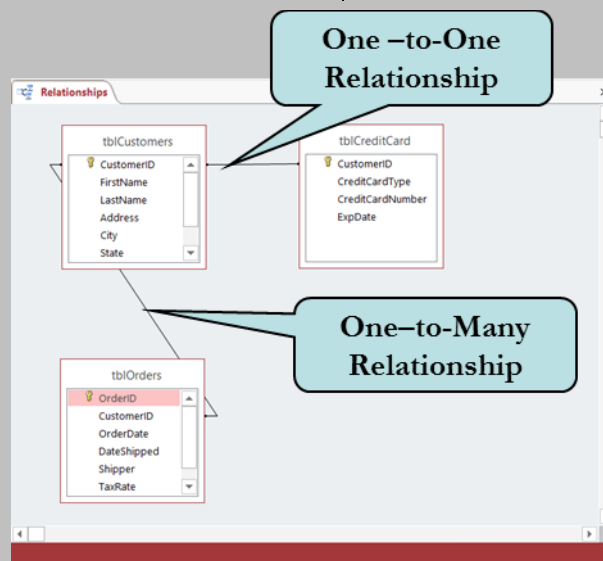 One –to-One
Relationship
Relationships
tblCustomers
CustomerID
FirstName
LastName
Address
City
State
tblCreditCard
CustomerID
CreditCardType
CreditCardNumber
ExpDate
One–to-Many
Relationship
tblOrders
OrderID
CustomerID
OrderDate
DateShipped
Shipper
TaxRate